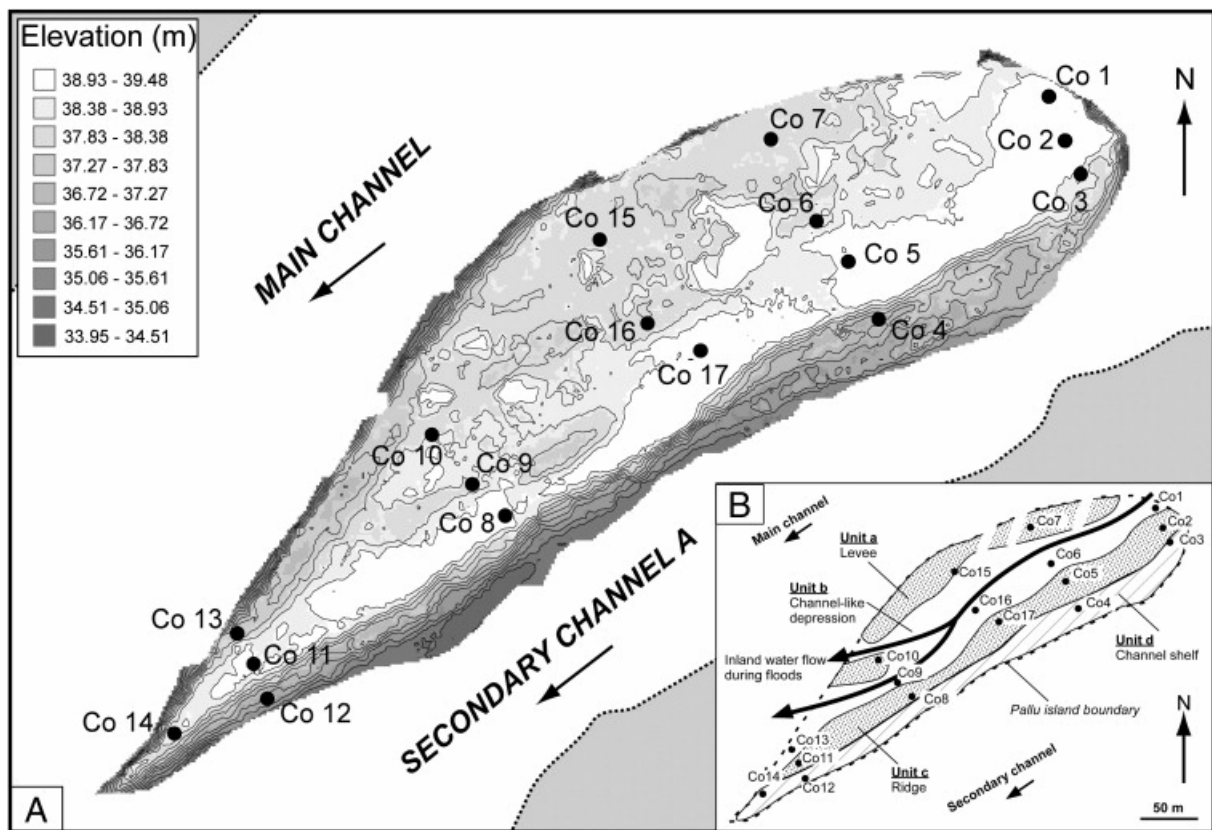 Elevation (m)
38.93 - 39.48
38.38 - 38.93
37.83 - 38.38
37.27 - 37.83
36.72 - 37.27
36.17 - 36.72
35.61 - 36.17
35.06 - 35.61
34.51 - 35.06
33.95 - 34.51
N
Co 1
Co 2
Co 3
Co 7
Co 6
Co 5
Co 4
Co 15
Co 16
Co 17
MAIN CHANNEL
Co 10
Co 9
Co 8
SECONDARY CHANNEL A
Co 13
Co 11
Co 12
Co 14
A
B
Main channel
Co1
Co2
Co3
Co7
Unit a
Levee
Co6
Co5
Co15
Unit b
Channel-like
depression
Co16
Co17
Co4
Unit d
Channel shelf
Inland water flow
during floods
Co10
Co9
Co8
Pallu island boundary
N
Co13
Co11
Co14
Co12
Unit c
Ridge
Secondary channel
50 m